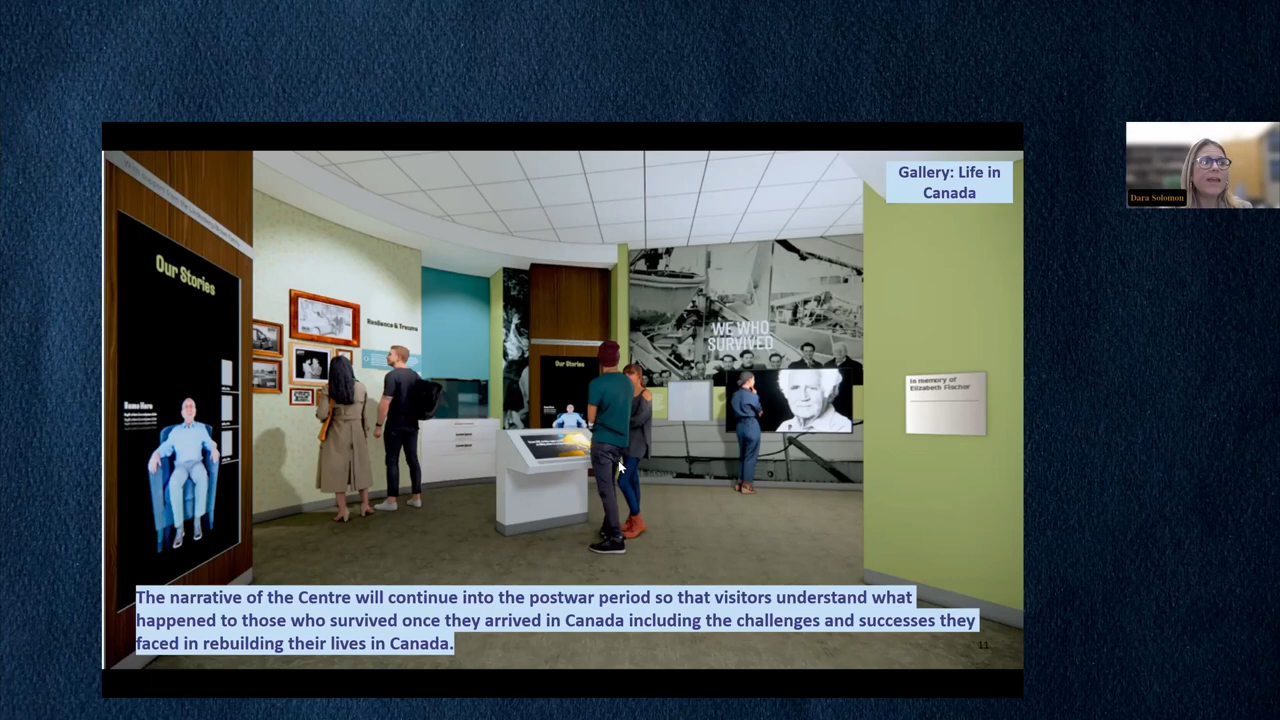 Gallery: Life in
Canada
Our Stories
Resilience & Trauma
Our Stories
WE WHO
SURVIVED
In memory of
Elizabeth Fischer
Name Here
Dara Solomon
The narrative of the Centre will continue into the postwar period so that visitors understand what
happened to those who survived once they arrived in Canada including the challenges and successes they
faced in rebuilding their lives in Canada.
11